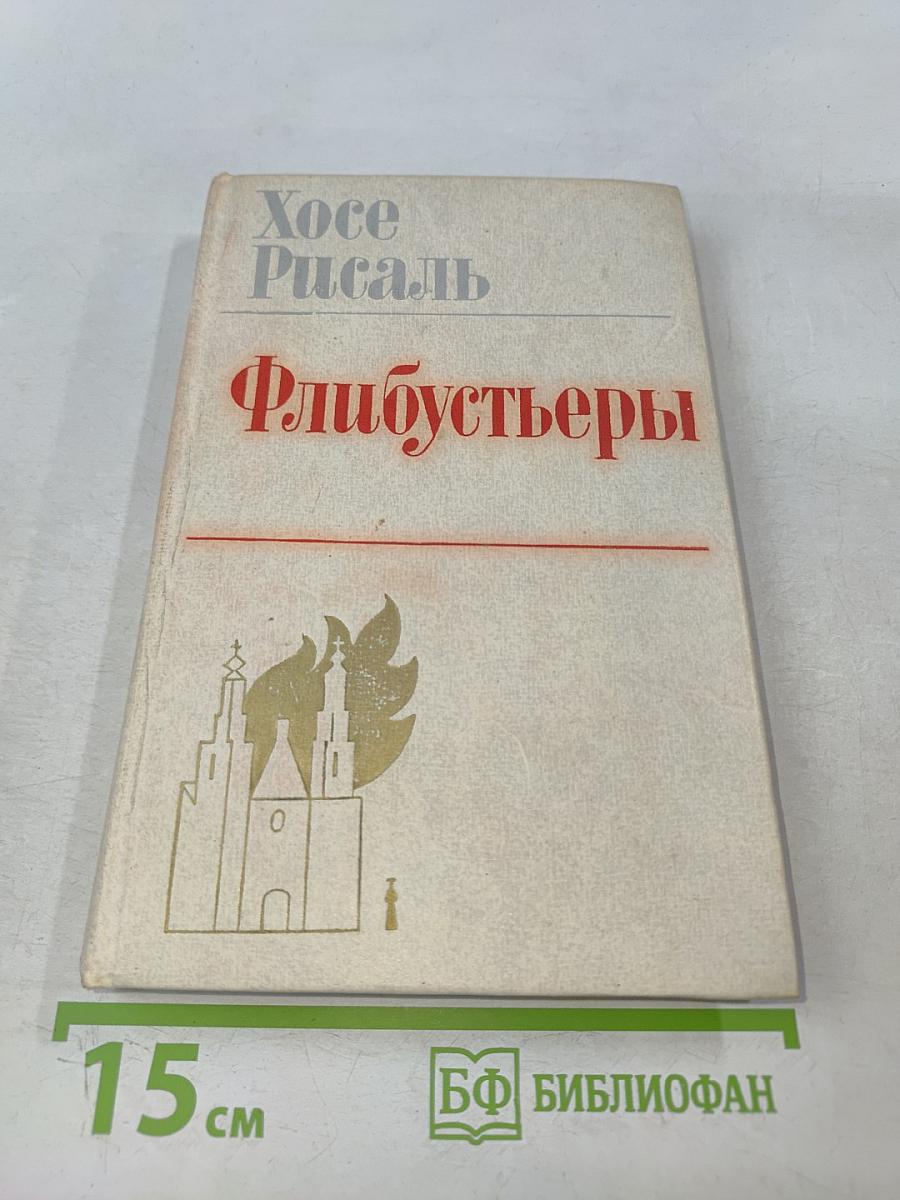 Хосе
Рисаль
Флибустьеры
15 см
БФ БИБЛИОФАН